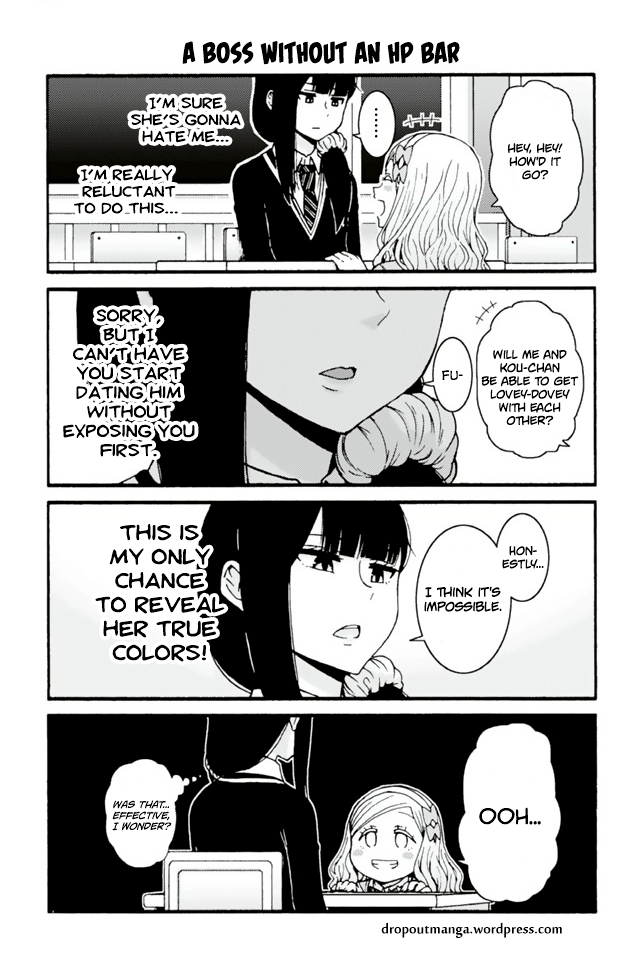 A BOSS WITHOUT AN HP BAR
HEY, HEY!
HOW'D IT
GO?
......
I'M SURE
SHE'S GONNA
HATE ME...
I'M REALLY
RELUCTANT
TO DO THIS...
WILL ME AND
KOU-CHAN
BE ABLE TO GET
LOVEY-DOVEY
WITH EACH
OTHER?
FU-
SORRY,
BUT I
CAN'T HAVE
YOU START
DATING HIM
WITHOUT
EXPOSING YOU
FIRST.
HON-
ESTLY...
I THINK IT'S
IMPOSSIBLE.
THIS IS
MY ONLY
CHANCE
TO REVEAL
HER TRUE
COLORS!
OOH...
WAS THAT...
EFFECTIVE,
I WONDER?
dropoutmanga.wordpress.com